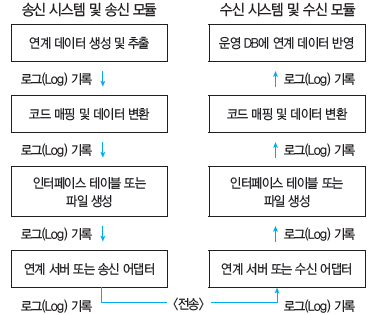 송신 시스템 및 송신 모듈
연계 데이터 생성 및 추출
로그(Log) 기록
코드 매핑 및 데이터 변환
로그(Log) 기록
인터페이스 테이블 또는
파일 생성
로그(Log) 기록
연계 서버 또는 송신 어댑터
로그(Log) 기록
〈전송〉
수신 시스템 및 수신 모듈
운영 DB에 연계 데이터 반영
로그(Log) 기록
코드 매핑 및 데이터 변환
로그(Log) 기록
인터페이스 테이블 또는
파일 생성
로그(Log) 기록
연계 서버 또는 수신 어댑터
로그(Log) 기록